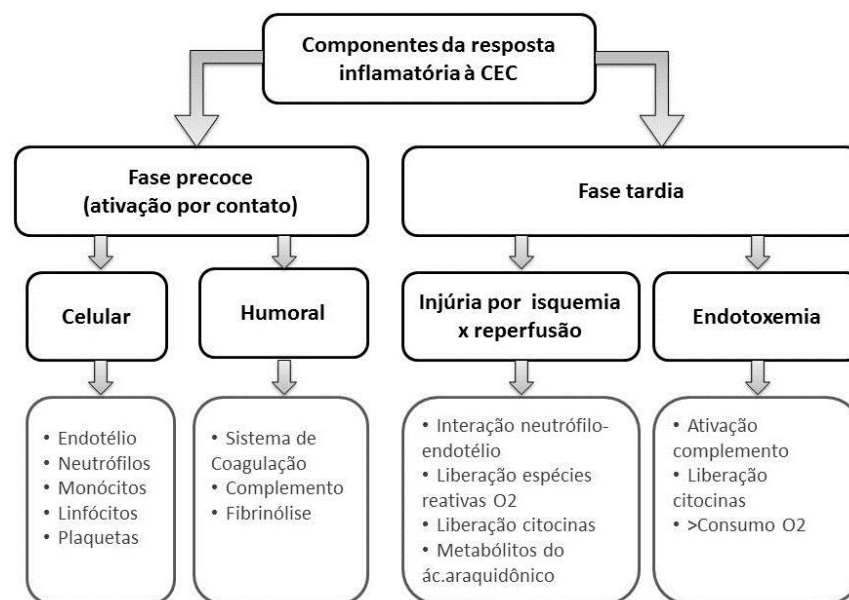 Componentes da resposta
inflamatória à CEC
Fase precoce
(ativação por contato)
Fase tardia
Celular
Humoral
Injúria por isquemia
x reperfusão
Endotoxemia
• Endotélio
• Neutrófilos
• Monócitos
• Linfócitos
• Plaquetas
• Sistema de
Coagulação
• Complemento
• Fibrinólise
• Interação neutrófilo-
endotélio
• Liberação espécies
reativas O2
• Liberação citocinas
• Metabólitos do
ác.araquidônico
• Ativação
complemento
• Liberação
citocinas
• >Consumo O2